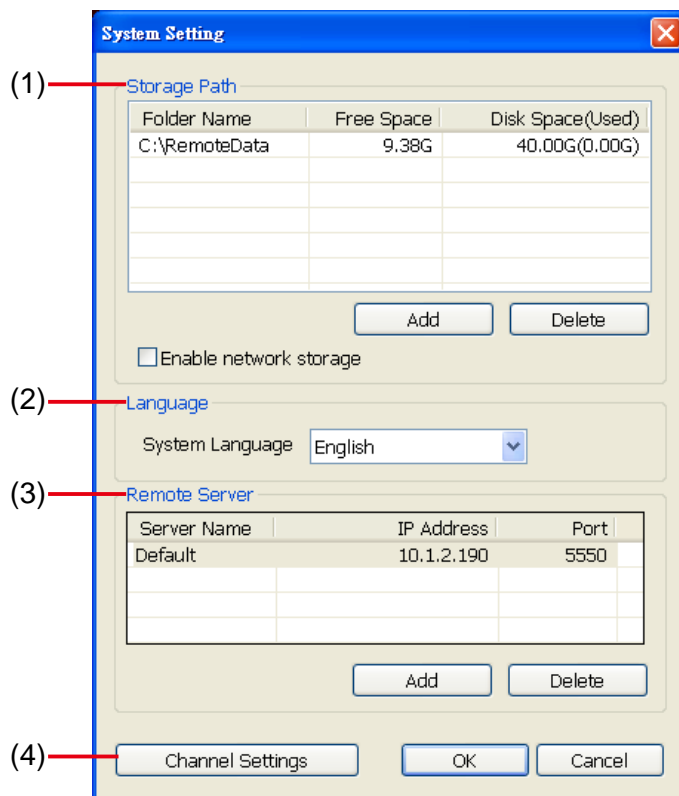 System Setting
(1)
Storage Path
Folder Name Free Space Disk Space(Used)
C:\RemoteData 9.38G 40.00G(0.00G)
Add Delete
Enable network storage
(2)
Language
System Language English
(3)
Remote Server
Server Name IP Address Port
Default 10.1.2.190 5550
Add Delete
(4)
Channel Settings OK Cancel